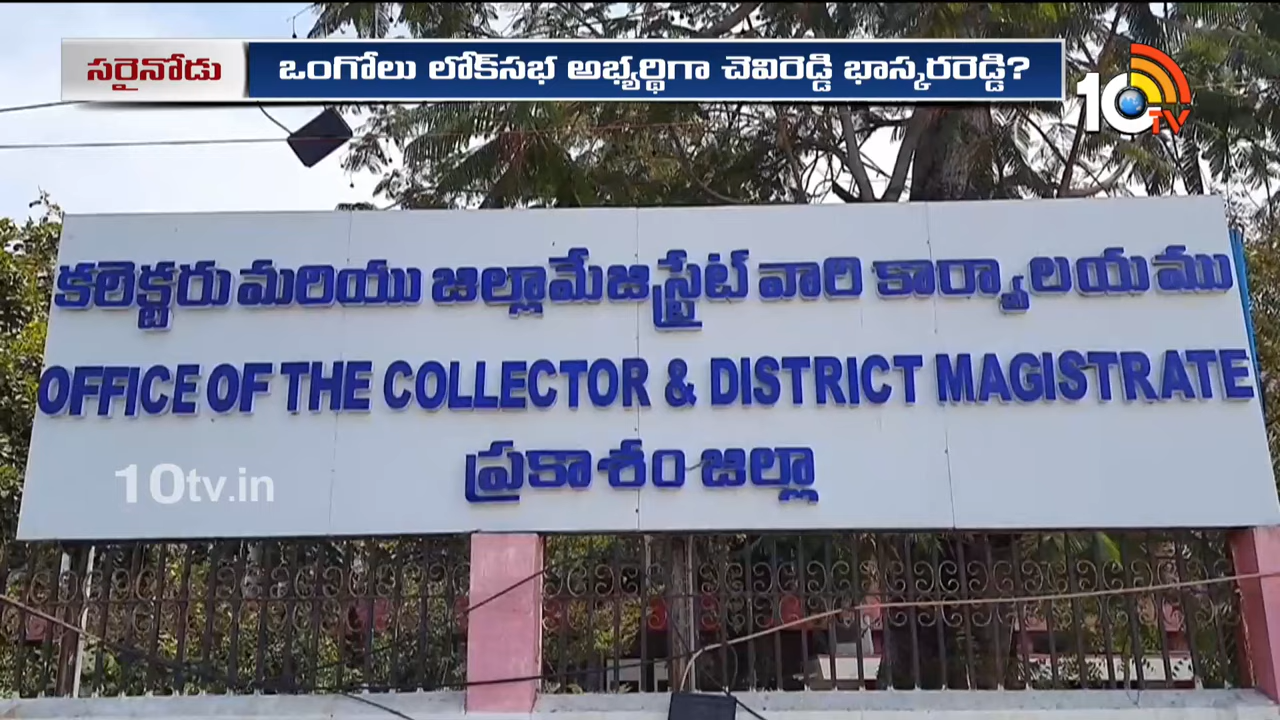 సరైనోడు ఒంగోలు లోక్‌సభ అభ్యర్థిగా చెవిరెడ్డి భాస్కరరెడ్డి?
10TV
కలెక్టరు మరియు జిల్లామేజిస్ట్రేట్ వారి కార్యాలయము
OFFICE OF THE COLLECTOR & DISTRICT MAGISTRATE
ప్రకాశం జిల్లా
10tv.in